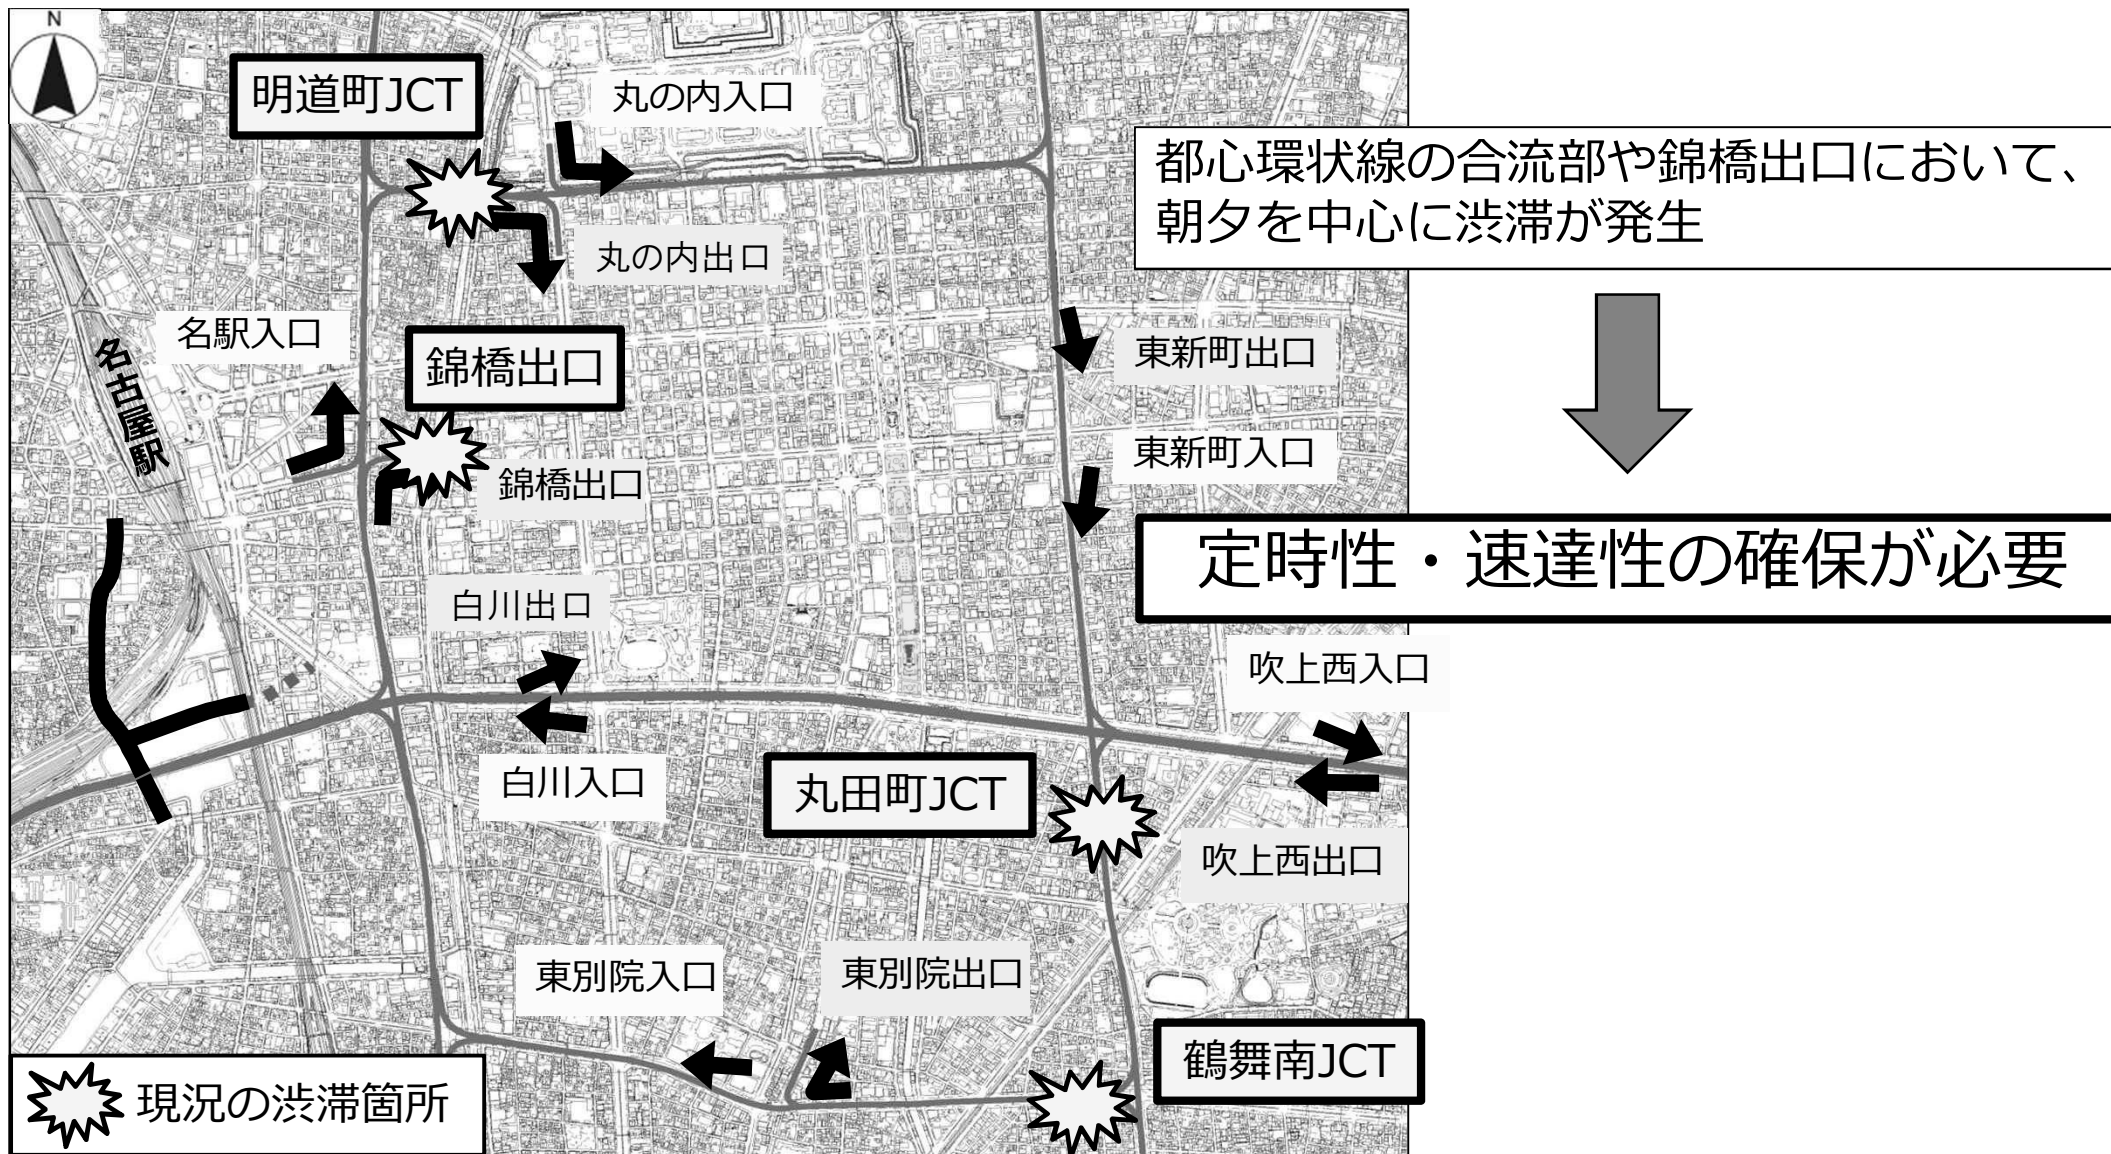 N
明道町JCT
丸の内入口
都心環状線の合流部や錦橋出口において、
朝夕を中心に渋滞が発生
丸の内出口
名駅入口
錦橋出口
名古屋駅
東新町出口
東新町入口
錦橋出口
定時性・速達性の確保が必要
白川出口
吹上西入口
白川入口
丸田町JCT
吹上西出口
東別院入口
東別院出口
鶴舞南JCT
現況の渋滞箇所